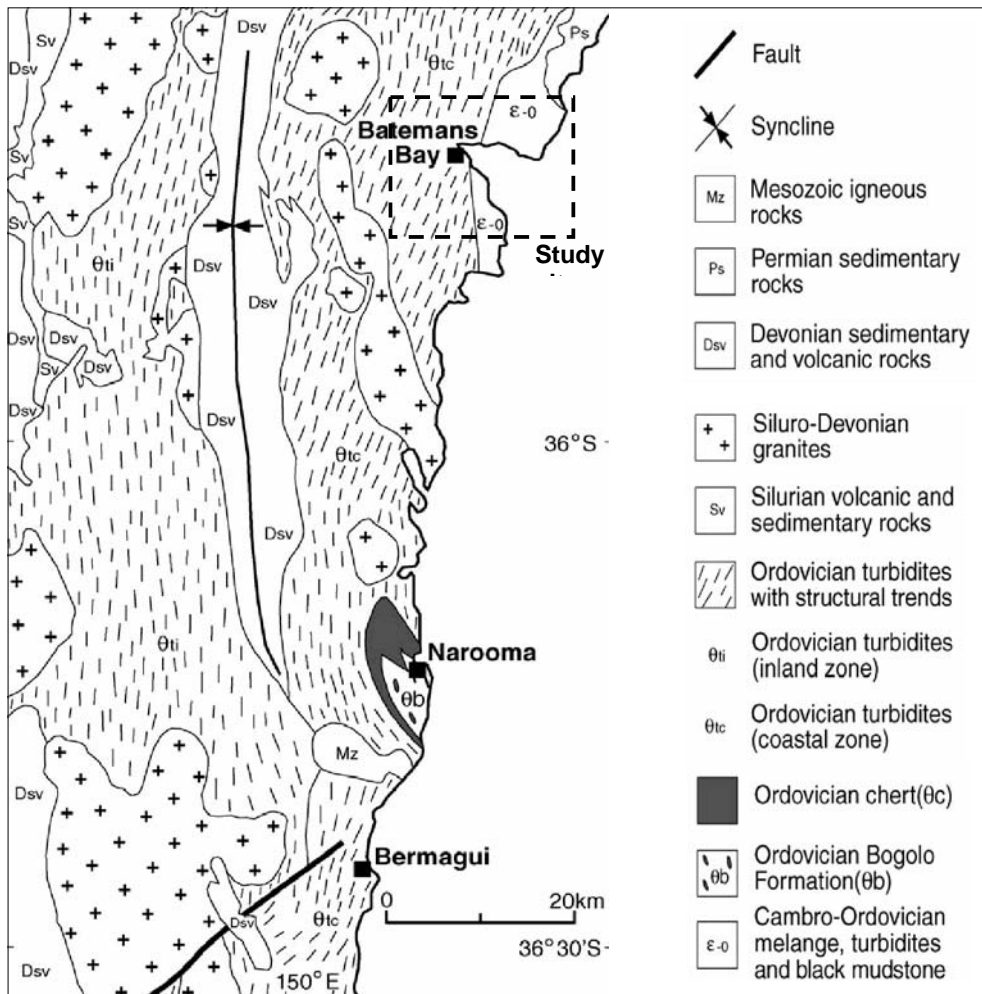 Sv
Dsv
Ps
Dsv
θtc
Ɛ-0
Batemans
Bay
Sv
Sv
Ɛ-0
Study
θti
Dsv
Dsv
Dsv
Dsv
Sv
Dsv
Dsv
Dsv
36°S
θtc
Dsv
θti
Narooma
θb
Mz
Dsv
Bermagui
0
20km
Dsv
θtc
36°30'S
Dsv
150°E
Fault
Syncline
Mz
Mesozoic igneous
rocks
Ps
Permian sedimentary
rocks
Dsv
Devonian sedimentary
and volcanic rocks
Siluro-Devonian
granites
Sv
Silurian volcanic and
sedimentary rocks
Ordovician turbidites
with structural trends
θti
Ordovician turbidites
(inland zone)
θtc
Ordovician turbidites
(coastal zone)
Ordovician chert(θc)
θb
Ordovician Bogolo
Formation(θb)
Ɛ-0
Cambro-Ordovician
melange, turbidites
and black mudstone